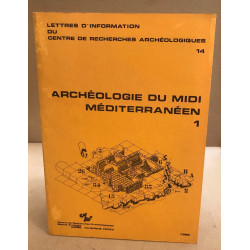 LETTRES D'INFORMATION
DU
CENTRE DE RECHERCHES ARCHÉOLOGIQUES
14
ARCHÉOLOGIE DU MIDI
MÉDITERRANÉEN
1